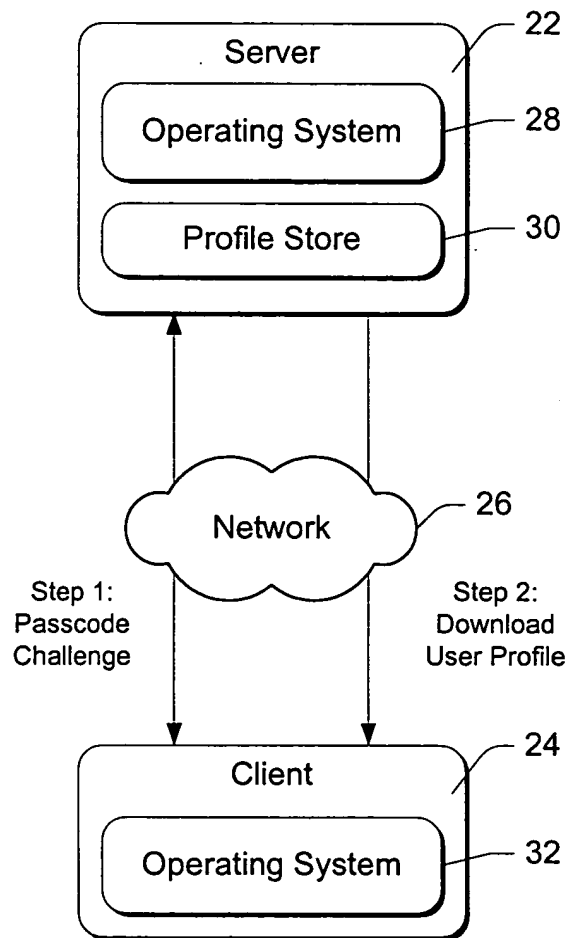 Server
22
Operating System
28
Profile Store
30
Network
26
Step 1:
Passcode
Challenge
Step 2:
Download
User Profile
Client
24
Operating System
32